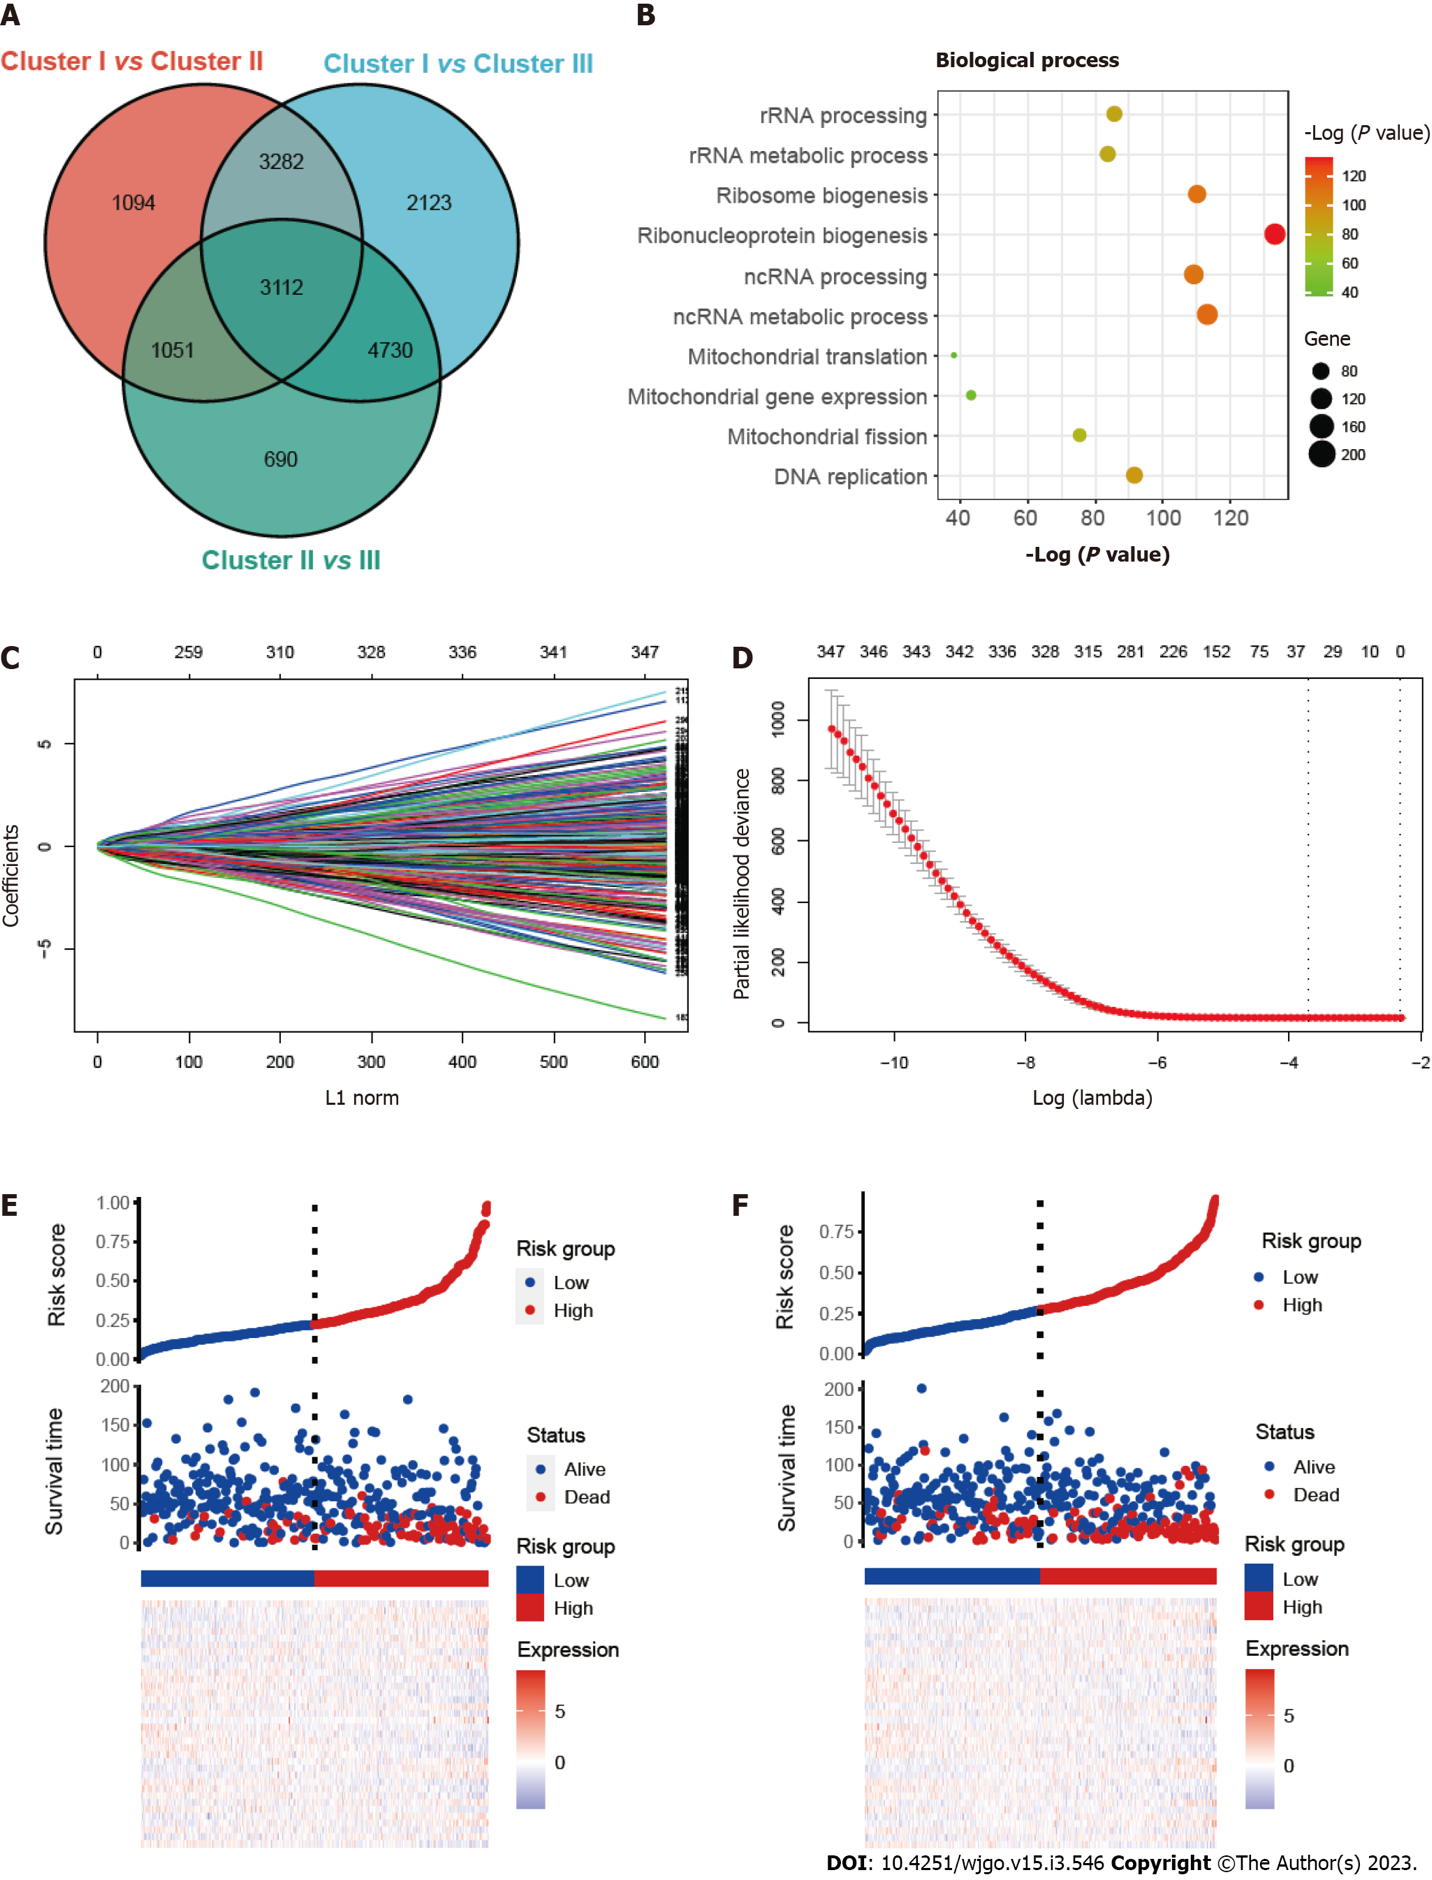 A
Cluster I vs Cluster II
Cluster I vs Cluster III
3282
1094
2123
3112
1051
4730
690
Cluster II vs III
B
Biological process
rRNA processing
rRNA metabolic process
Ribosome biogenesis
Ribonucleoprotein biogenesis
ncRNA processing
ncRNA metabolic process
Mitochondrial translation
Mitochondrial gene expression
Mitochondrial fission
DNA replication
40 60 80 100 120
-Log (P value)
-Log (P value)
120
100
80
60
40
Gene
80
120
160
200
C
0 259 310 328 336 341 347
Coefficients
5
0
−5
0 100 200 300 400 500 600
L1 norm
D
347 346 343 342 336 328 315 281 226 152 75 37 29 10 0
Partial likelihood deviance
1000
800
600
400
200
0
−10 −8 −6 −4 −2
Log (lambda)
E
Risk score
1.00
0.75
0.50
0.25
0.00
Risk group
Low
High
Survival time
200
150
100
50
0
Status
Alive
Dead
Risk group
Low
High
Expression
5
0
F
Risk score
0.75
0.50
0.25
0.00
Risk group
Low
High
Survival time
200
150
100
50
0
Status
Alive
Dead
Risk group
Low
High
Expression
5
0
DOI: 10.4251/wjgo.v15.i3.546 Copyright ©The Author(s) 2023.